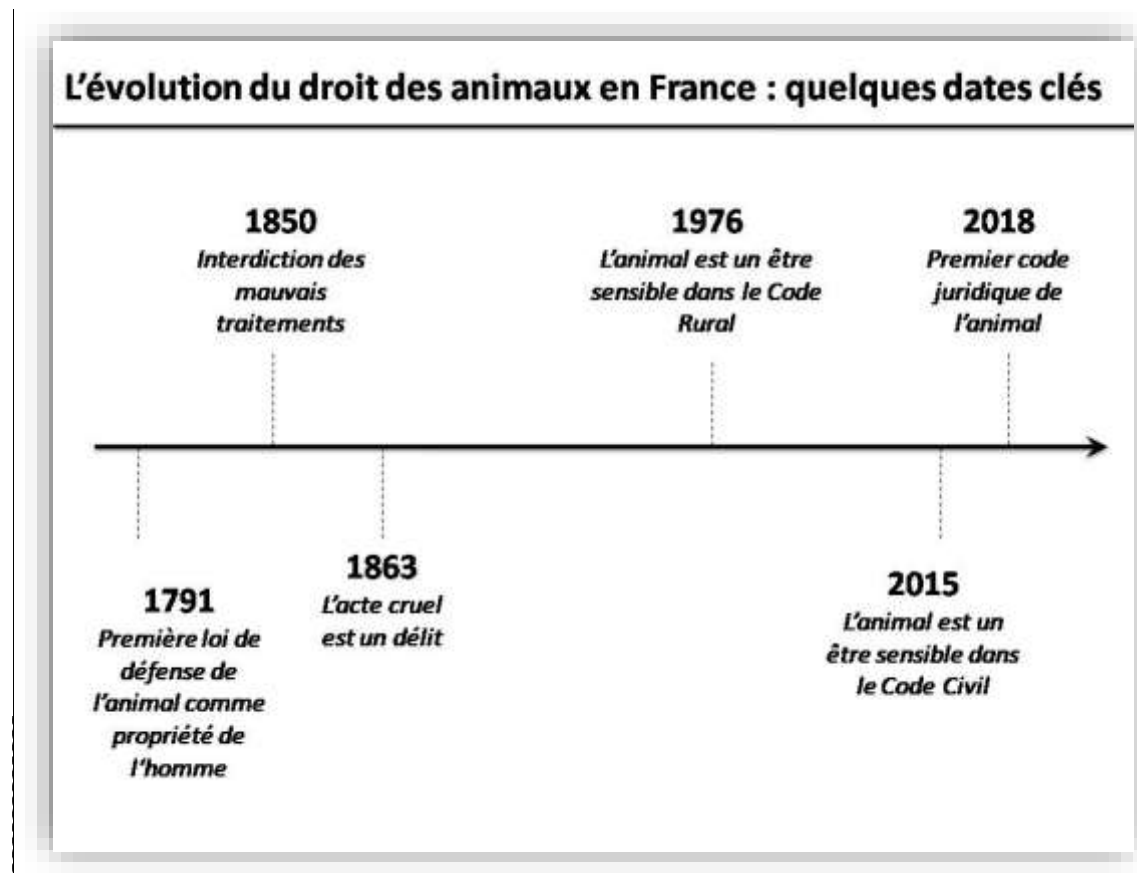 L'évolution du droit des animaux en France : quelques dates clés
1850
Interdiction des
mauvais
traitements
1976
L'animal est un être
sensible dans le Code
Rural
2018
Premier code
juridique de
l'animal
1791
Première loi de
défense de
l'animal comme
propriété de
l'homme
1863
L'acte cruel
est un délit
2015
L'animal est un
être sensible dans
le Code Civil